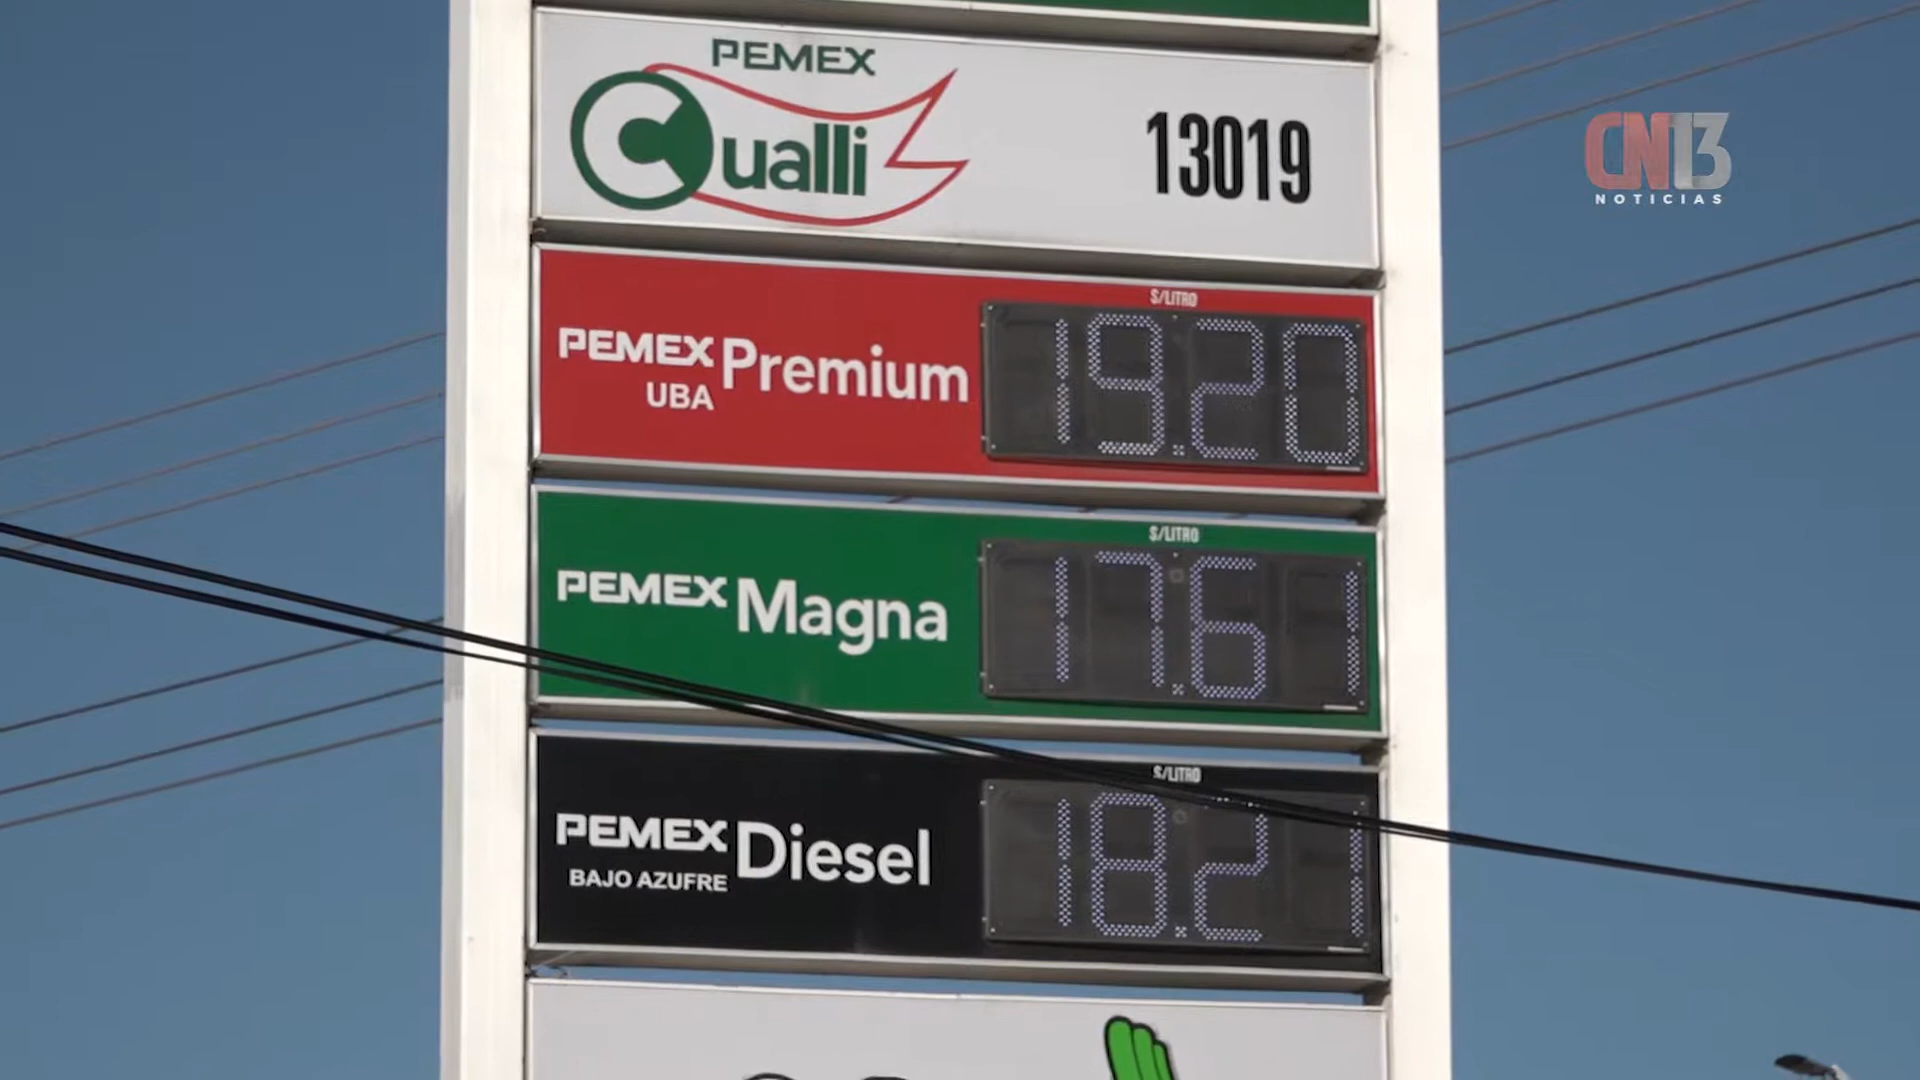 PEMEX
Cualli
13019
CN13
NOTICIAS
$/LITRO
PEMEX Premium
UBA
19.20
$/LITRO
PEMEX Magna
17.61
$/LITRO
PEMEX Diesel
BAJO AZUFRE
18.21